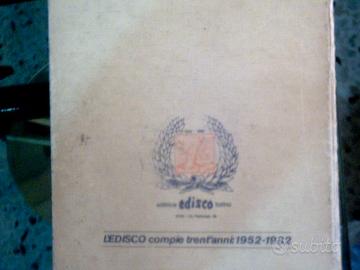 editrice edisco torino
L'EDISCO compie trent'anni: 1952-1982
subito